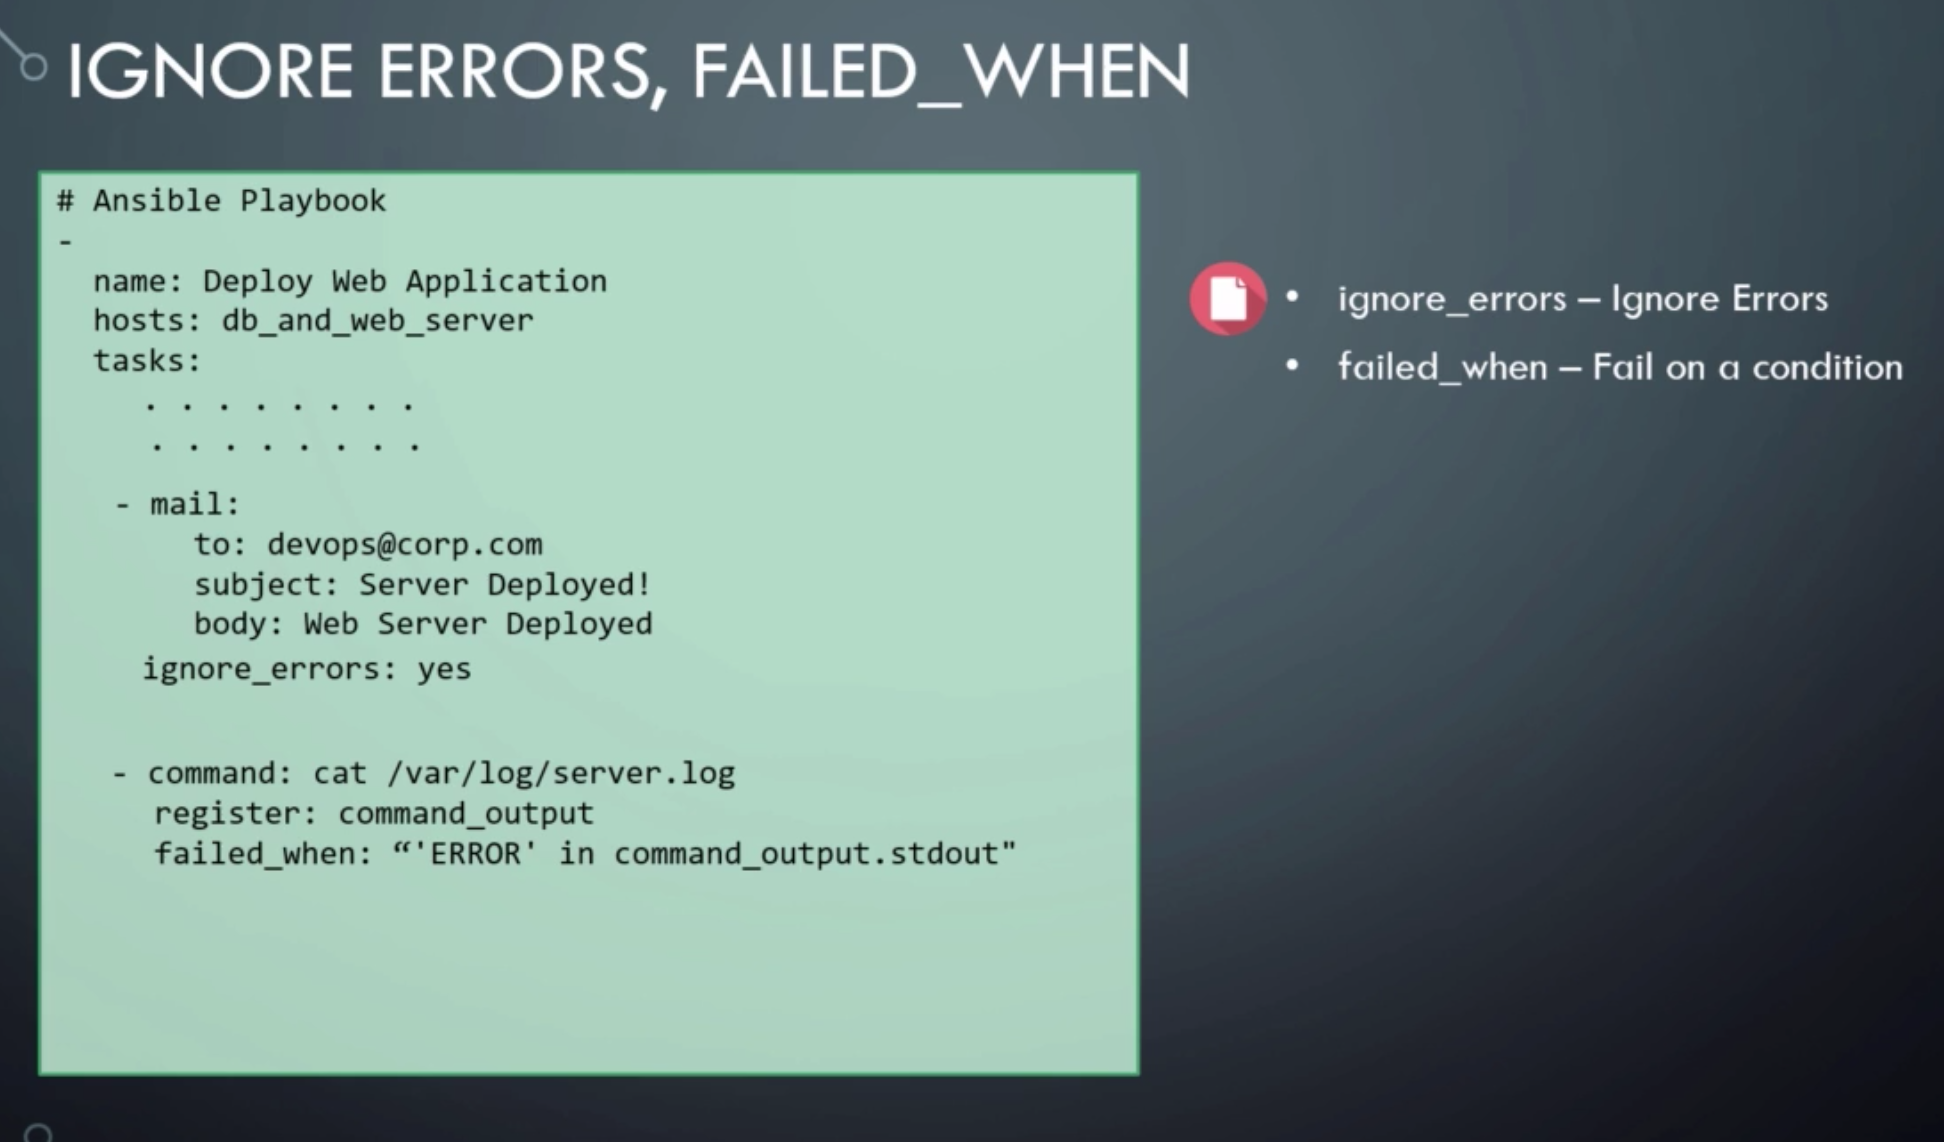 IGNORE ERRORS, FAILED_WHEN
# Ansible Playbook
-
name: Deploy Web Application
hosts: db_and_web_server
tasks:
. . . . . . . .
. . . . . . . .
- mail:
to: devops@corp.com
subject: Server Deployed!
body: Web Server Deployed
ignore_errors: yes
- command: cat /var/log/server.log
register: command_output
failed_when: “'ERROR' in command_output.stdout"
• ignore_errors – Ignore Errors
• failed_when – Fail on a condition